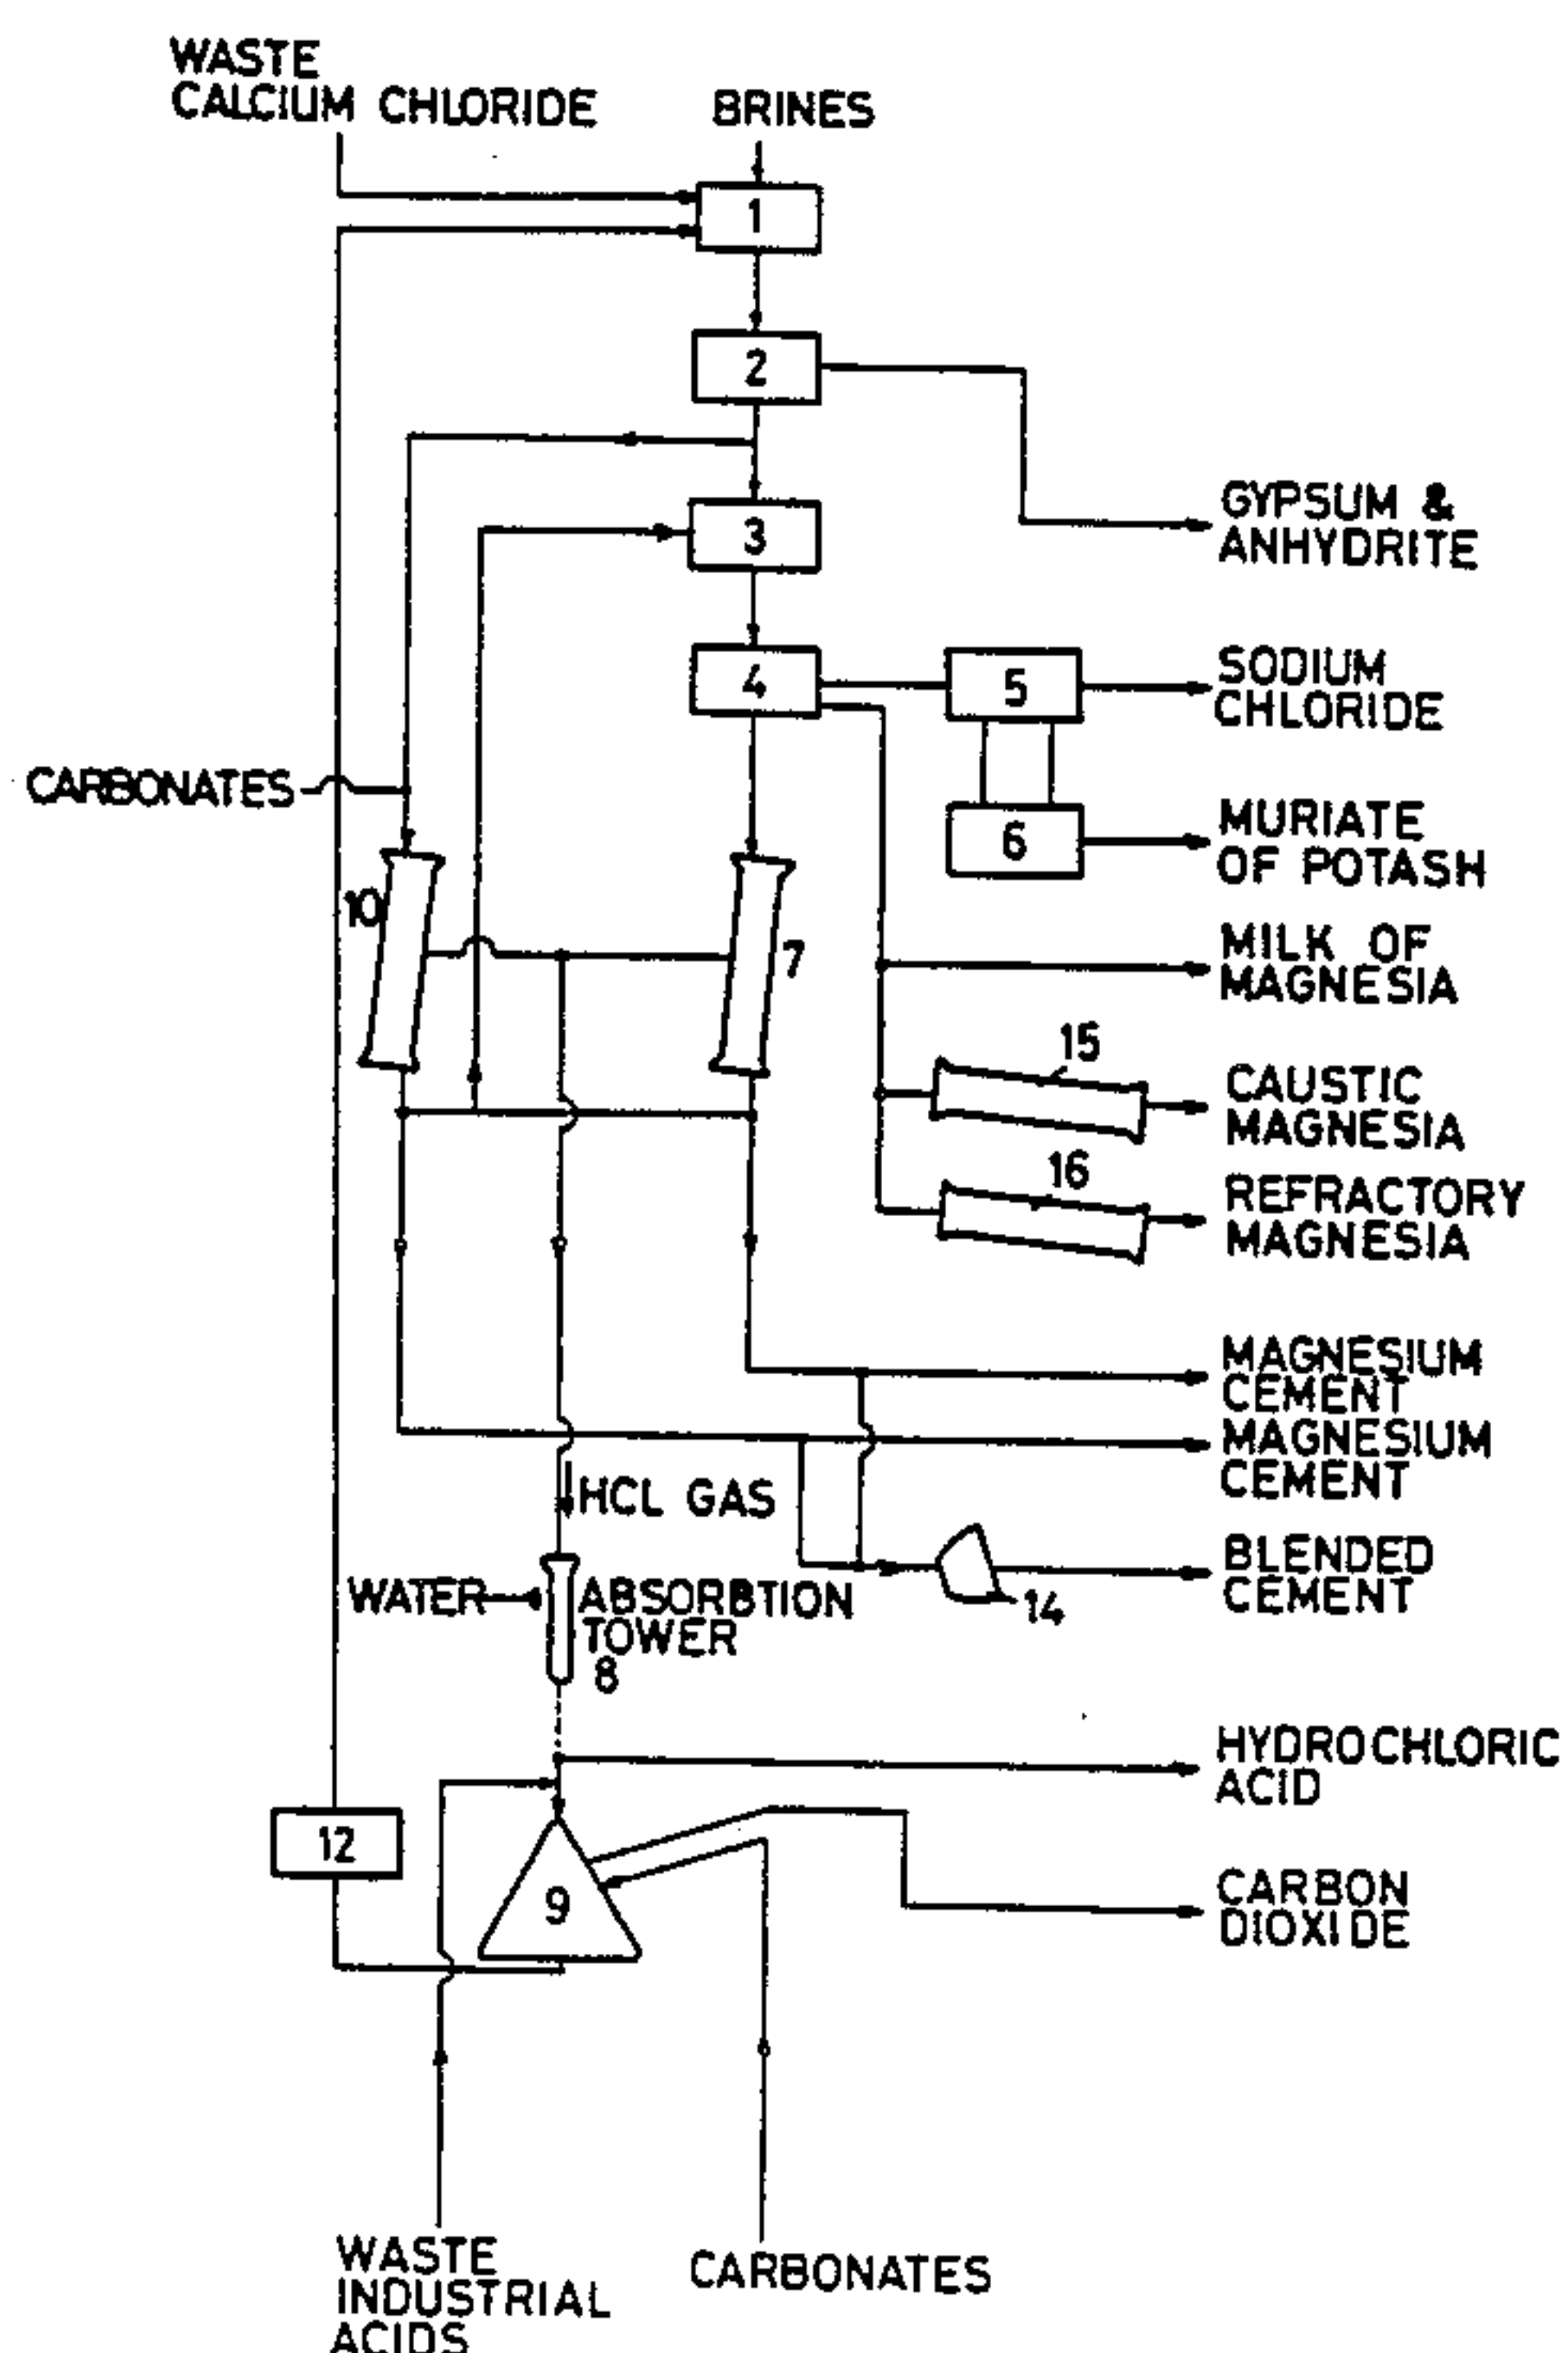 WASTE
CALCIUM CHLORIDE
BRINES
1
2
GYPSUM &
ANHYDRITE
3
4
5
SODIUM
CHLORIDE
CARBONATES
6
MURIATE
OF POTASH
10
7
MILK OF
MAGNESIA
15
CAUSTIC
MAGNESIA
16
REFRACTORY
MAGNESIA
MAGNESIUM
CEMENT
MAGNESIUM
CEMENT
HCL GAS
BLENDED
CEMENT
14
WATER
ABSORBTION
TOWER
8
HYDROCHLORIC
ACID
12
9
CARBON
DIOXIDE
WASTE
INDUSTRIAL
ACIDS
CARBONATES